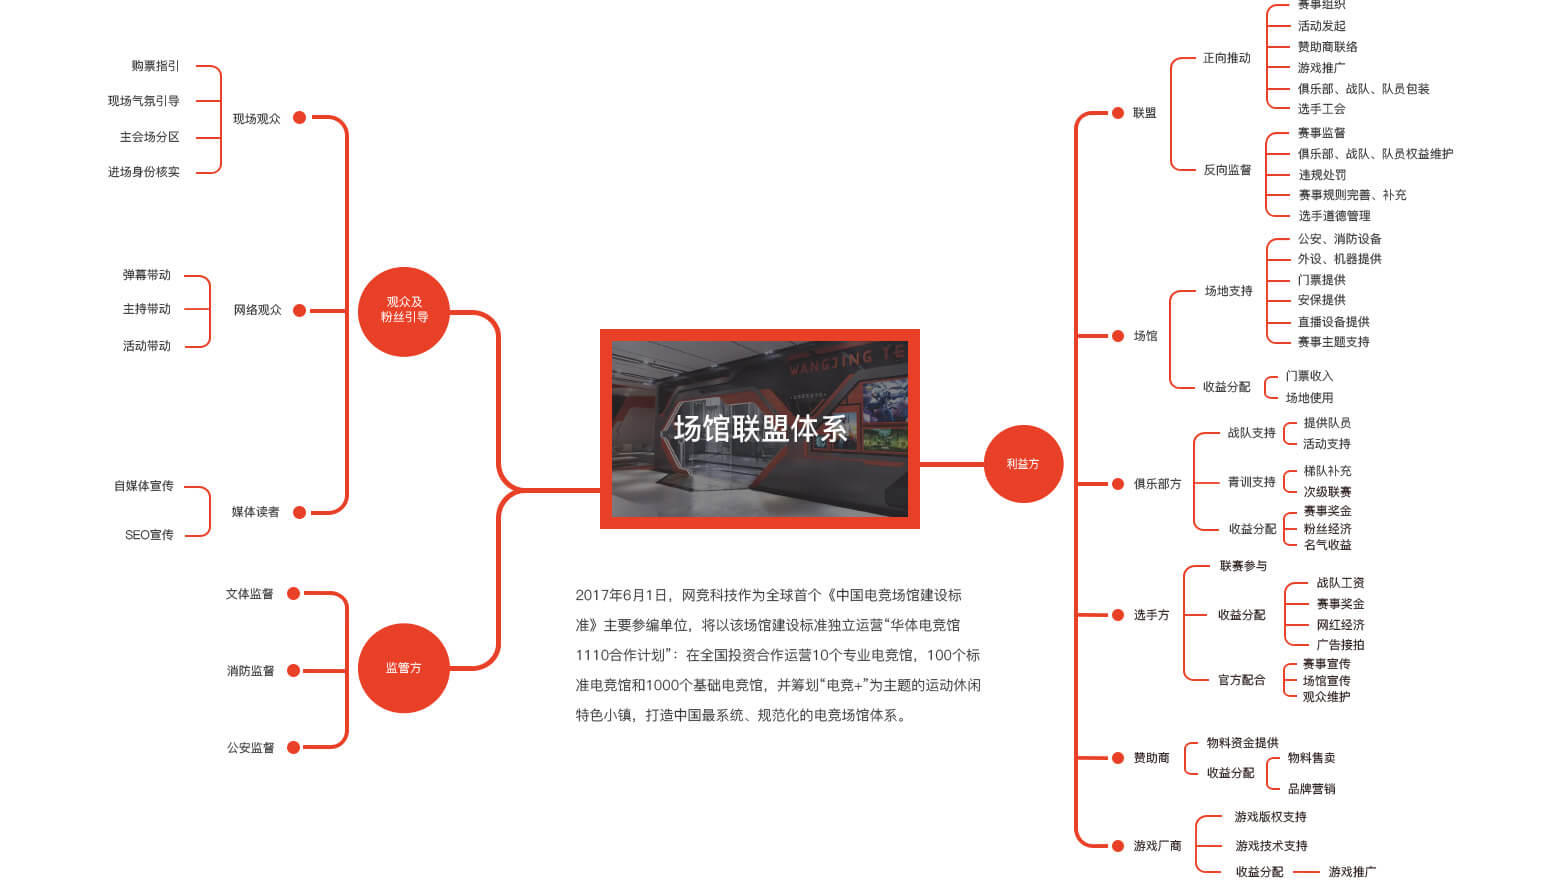 购票指引
现场气氛引导
主会场分区
进场身份核实
现场观众
弹幕带动
主持带动
活动带动
网络观众
自媒体宣传
SEO宣传
媒体读者
观众及
粉丝引导
文体监督
消防监督
公安监督
监管方
WANGJING
场馆联盟体系
2017年6月1日，网竞科技作为全球首个《中国电竞场馆建设标
准》主要参编单位，将以该场馆建设标准独立运营“华体电竞馆
1110合作计划”：在全国投资合作运营10个专业电竞馆，100个标
准电竞馆和1000个基础电竞馆，并筹划“电竞+”为主题的运动休闲
特色小镇，打造中国最系统、规范化的电竞场馆体系。
利益方
联盟
正向推动
赛事组织
活动发起
赞助商联络
游戏推广
俱乐部、战队、队员包装
选手工会
反向监督
赛事监督
俱乐部、战队、队员权益维护
违规处罚
赛事规则完善、补充
选手道德管理
场馆
场地支持
公安、消防设备
外设、机器提供
门票提供
安保提供
直播设备提供
赛事主题支持
收益分配
门票收入
场地使用
俱乐部方
战队支持
提供队员
活动支持
青训支持
梯队补充
次级联赛
收益分配
赛事奖金
粉丝经济
名气收益
选手方
联赛参与
收益分配
战队工资
赛事奖金
网红经济
广告接拍
官方配合
赛事宣传
场馆宣传
观众维护
赞助商
物料资金提供
收益分配
物料售卖
品牌营销
游戏厂商
游戏版权支持
游戏技术支持
收益分配
游戏推广